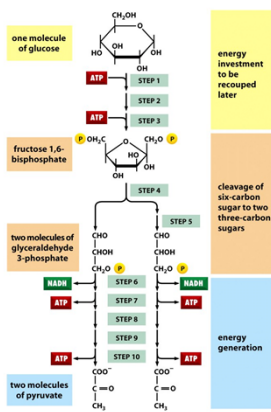 CH₂OH
O
one molecule
of glucose
OH
OH
HO
OH
energy
investment
to be
recouped
later
ATP
STEP 1
STEP 2
ATP
STEP 3
P OH₂C
CH₂O P
O
fructose 1,6-
bisphosphate
HO
OH
OH
STEP 4
cleavage of
six-carbon
sugar to two
three-carbon
sugars
STEP 5
two molecules of
glyceraldehyde
3-phosphate
CHO
CHO
CHOH
CHOH
CH₂O P
CH₂O P
NADH
STEP 6
NADH
ATP
STEP 7
ATP
STEP 8
STEP 9
energy
generation
ATP
STEP 10
ATP
two molecules
of pyruvate
COO⁻
COO⁻
C = O
C = O
CH₃
CH₃